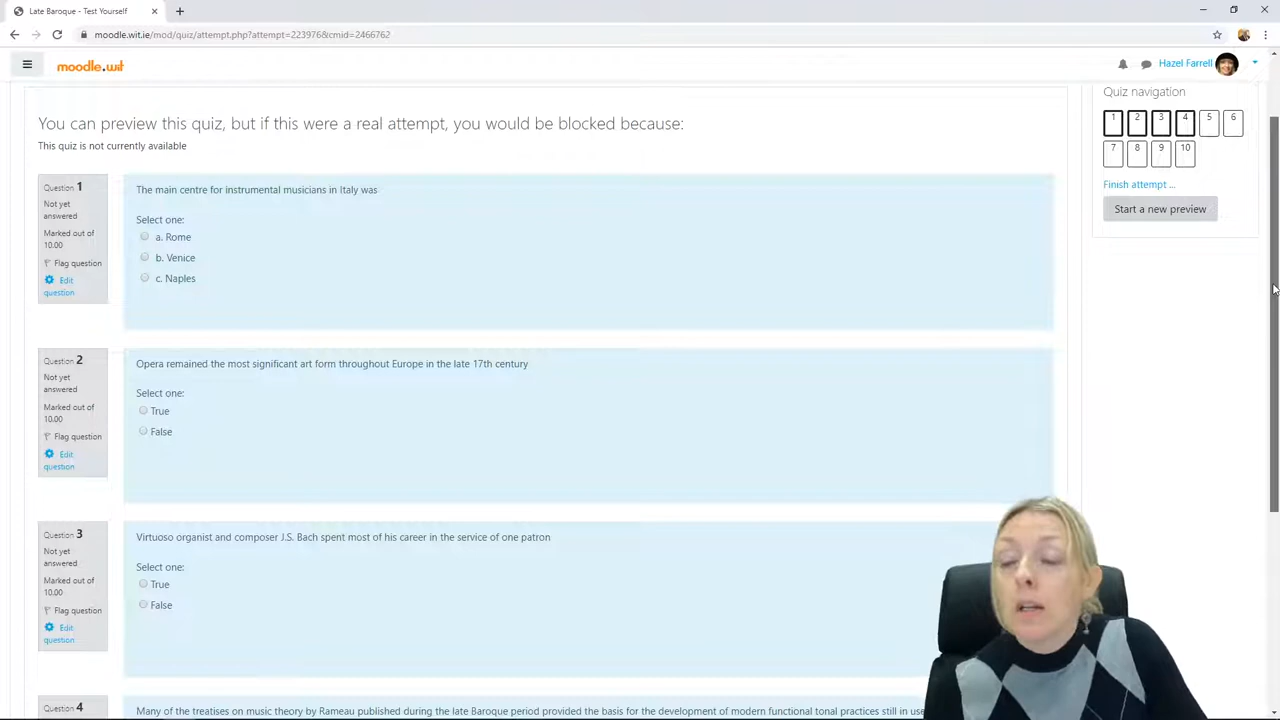 Late Baroque - Test Yourself
moodle.wit.ie/mod/quiz/attempt.php?attempt=223976&cmid=2466762
moodle.wit
Hazel Farrell
Quiz navigation
1 2 3 4 5 6
7 8 9 10
Finish attempt ...
Start a new preview
You can preview this quiz, but if this were a real attempt, you would be blocked because:
This quiz is not currently available
Question 1
Not yet
answered
Marked out of
10.00
Flag question
Edit
question
The main centre for instrumental musicians in Italy was
Select one:
a. Rome
b. Venice
c. Naples
Question 2
Not yet
answered
Marked out of
10.00
Flag question
Edit
question
Opera remained the most significant art form throughout Europe in the late 17th century
Select one:
True
False
Question 3
Not yet
answered
Marked out of
10.00
Flag question
Edit
question
Virtuoso organist and composer J.S. Bach spent most of his career in the service of one patron
Select one:
True
False
Question 4
Many of the treatises on music theory by Rameau published during the late Baroque period provided the basis for the development of modern functional tonal practices still in use